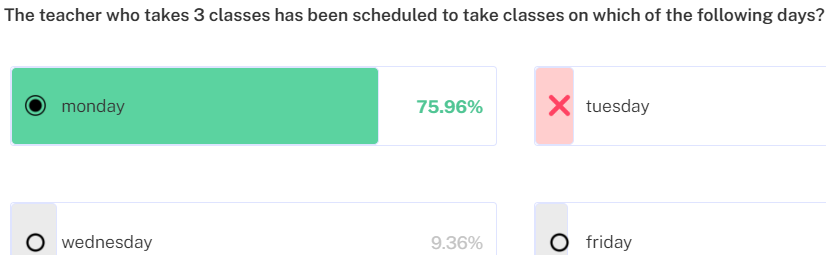 The teacher who takes 3 classes has been scheduled to take classes on which of the following days?
monday 75.96% tuesday
wednesday 9.36% friday